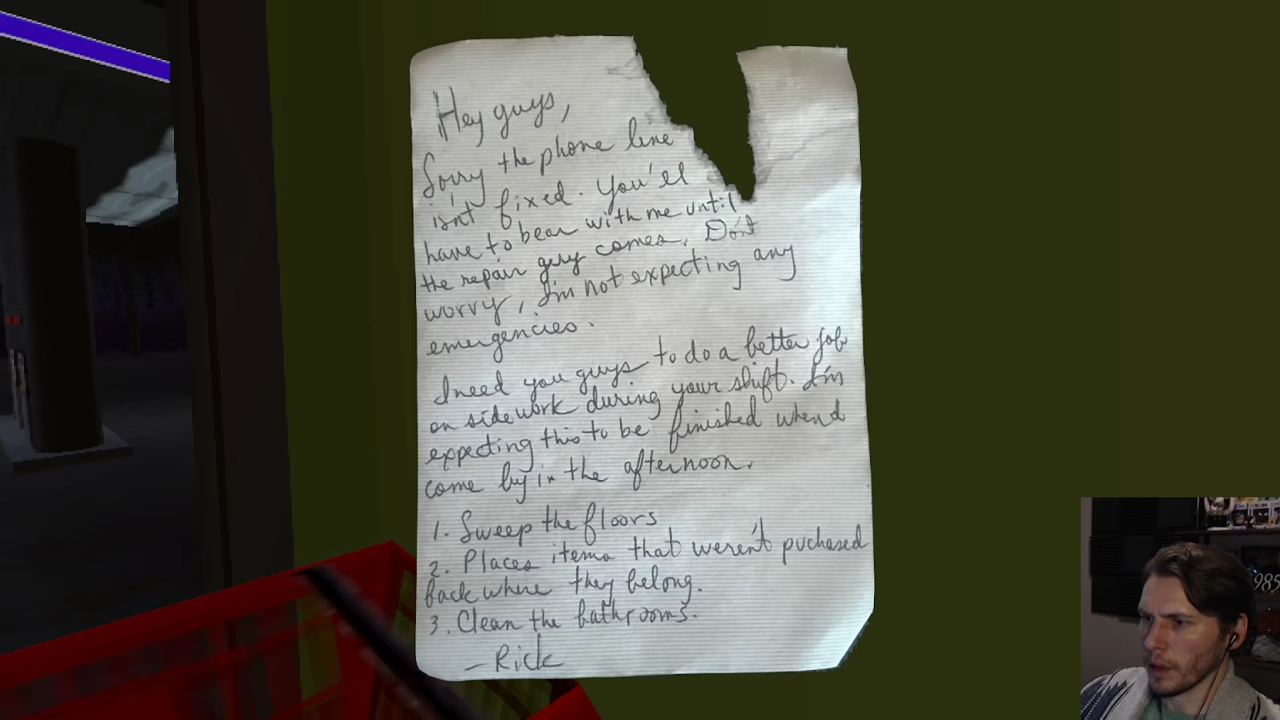 Hey guys,
Sorry the phone line
isn't fixed. You'll
have to bear with me until
the repair guy comes. Don't
worry, I'm not expecting any
emergencies.
I need you guys to do a better job
on sidework during your shift. I'm
expecting this to be finished when I
come by in the afternoon.
1. Sweep the floors
2. Places items that weren't puchased
back where they belong.
3. Clean the bathrooms.
—Rick
985